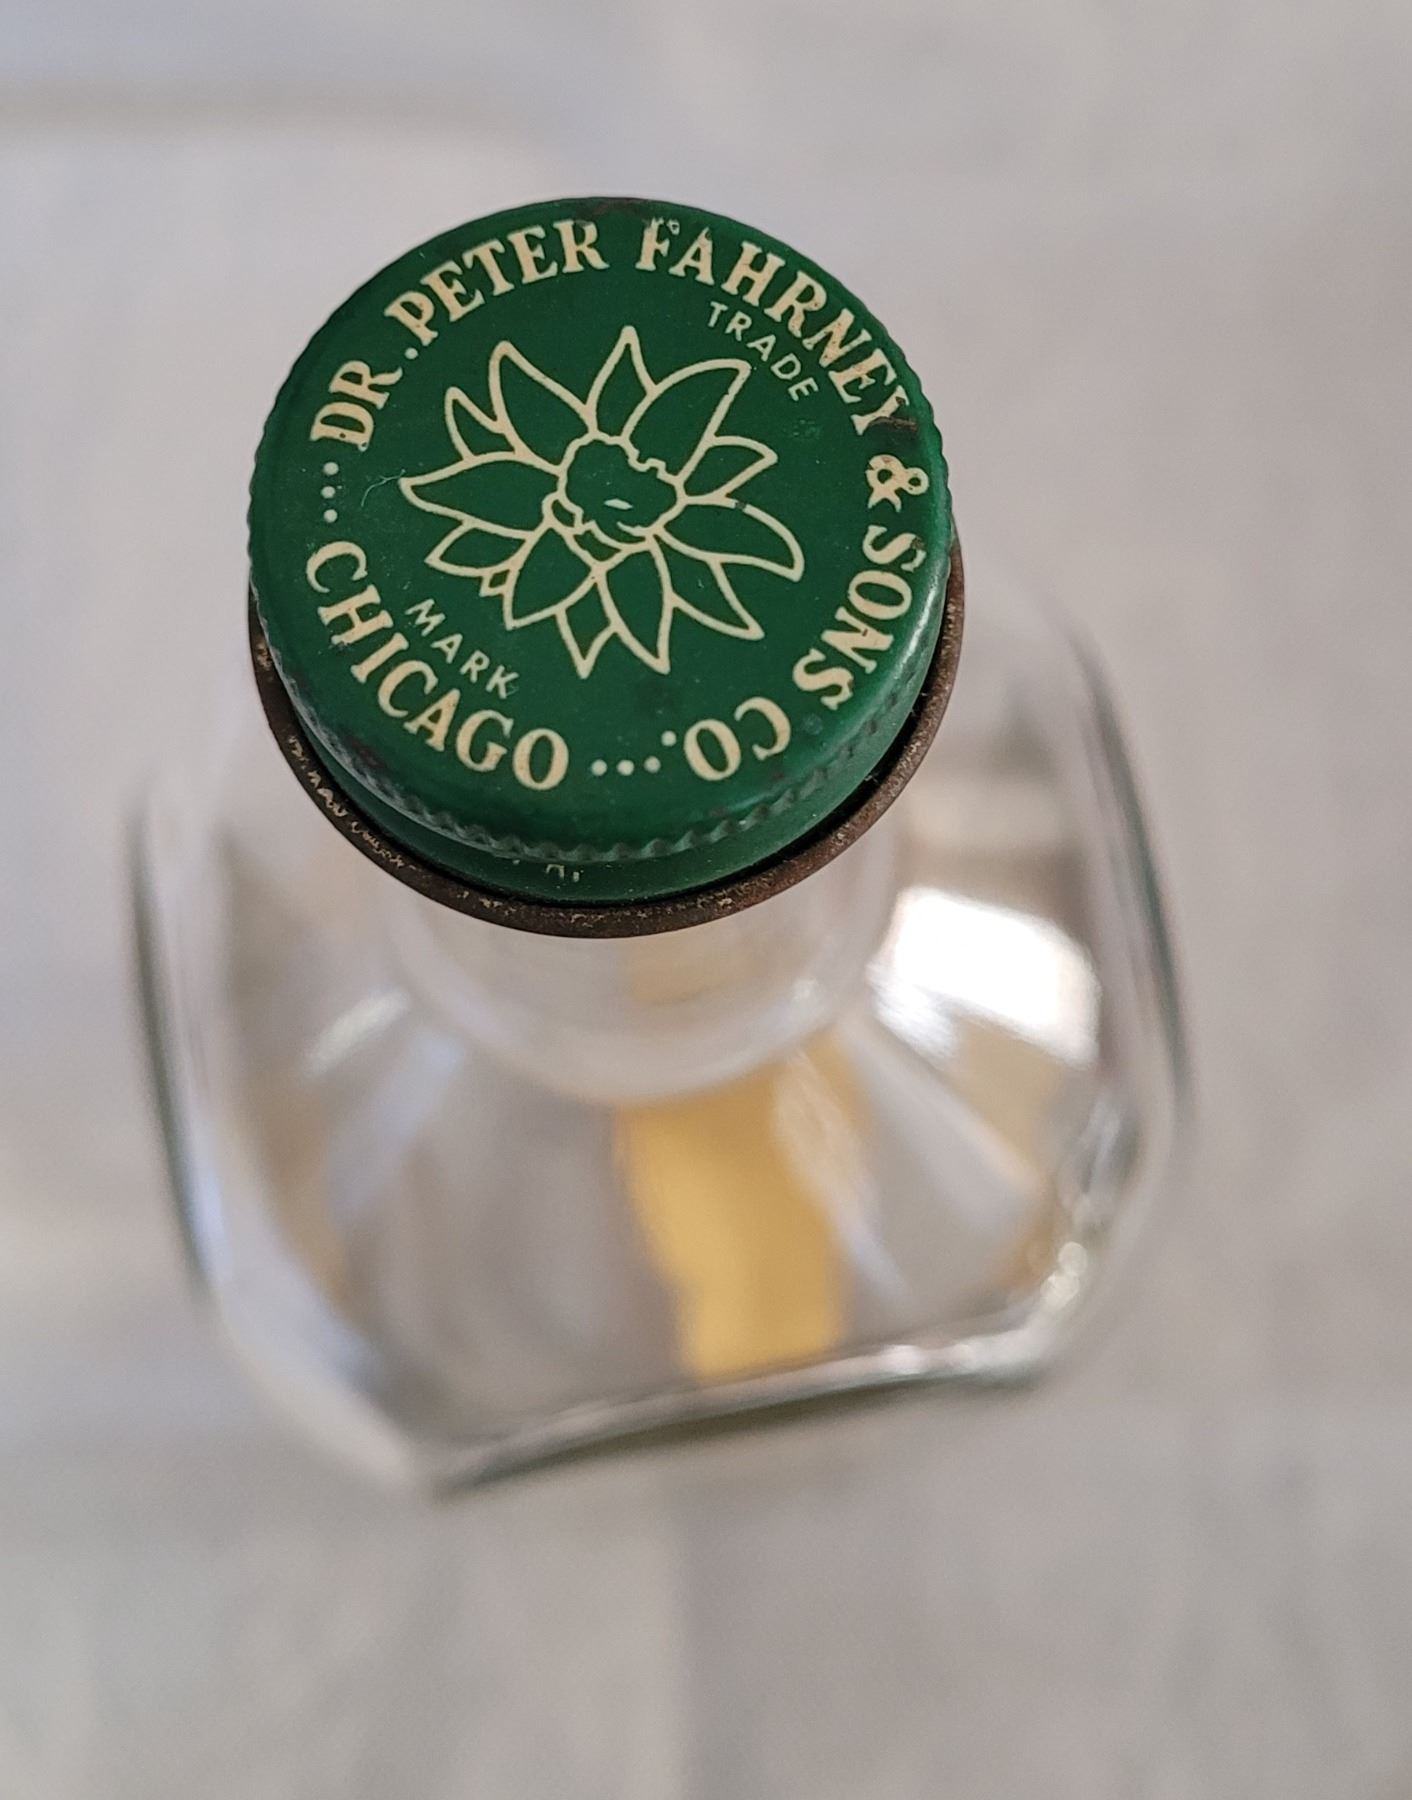 DR. PETER FAHRNEY & SONS CO.
CHICAGO
TRADE
MARK